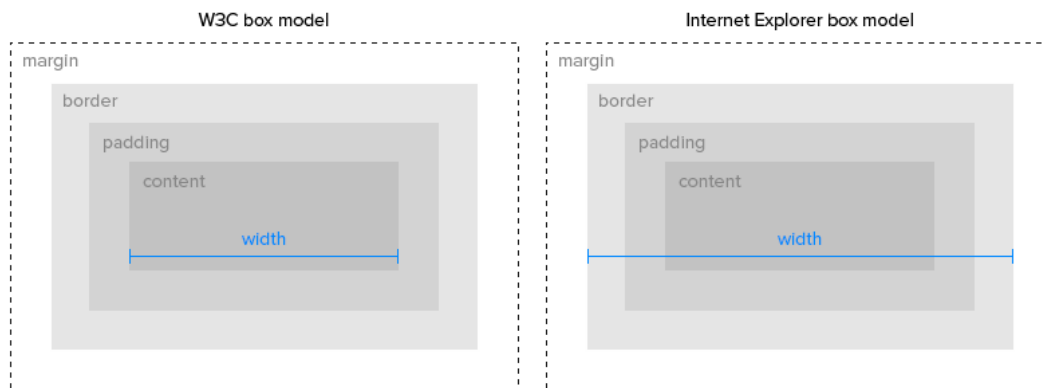 W3C box model
margin
border
padding
content
width
Internet Explorer box model
margin
border
padding
content
width